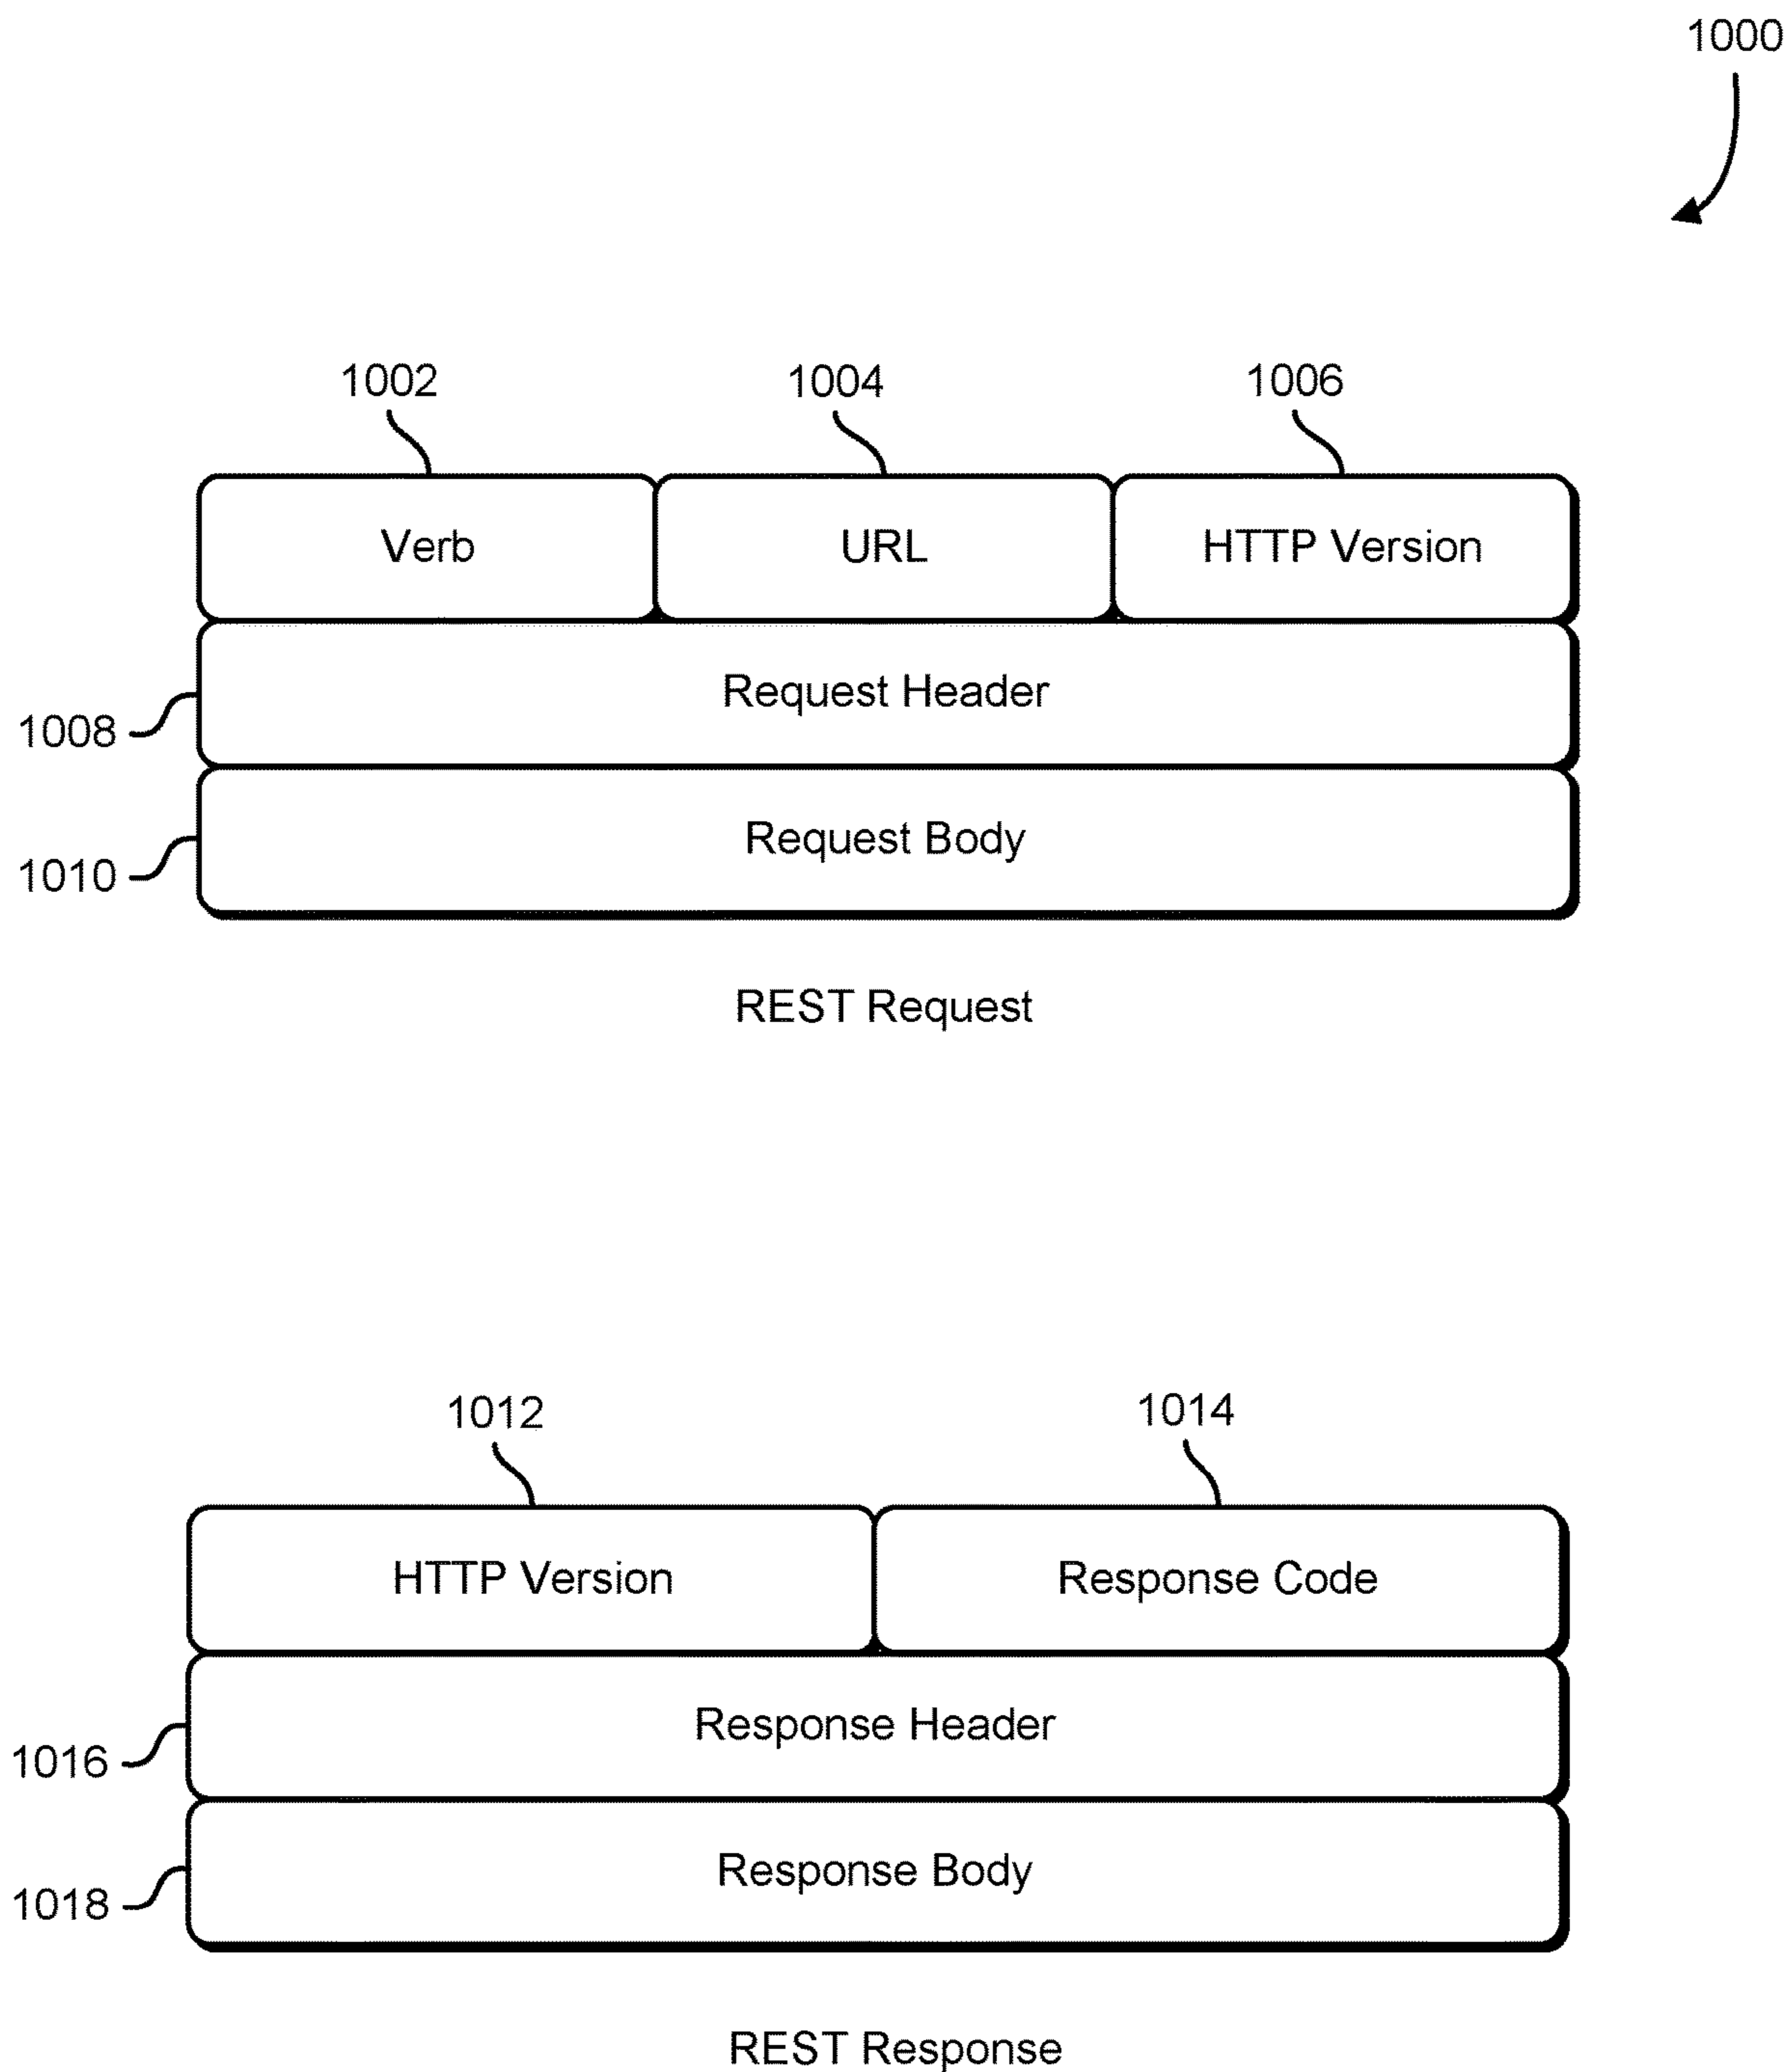 1000
1002 1004 1006
Verb URL HTTP Version
Request Header
1008
Request Body
1010
REST Request
1012 1014
HTTP Version Response Code
Response Header
1016
Response Body
1018
REST Response